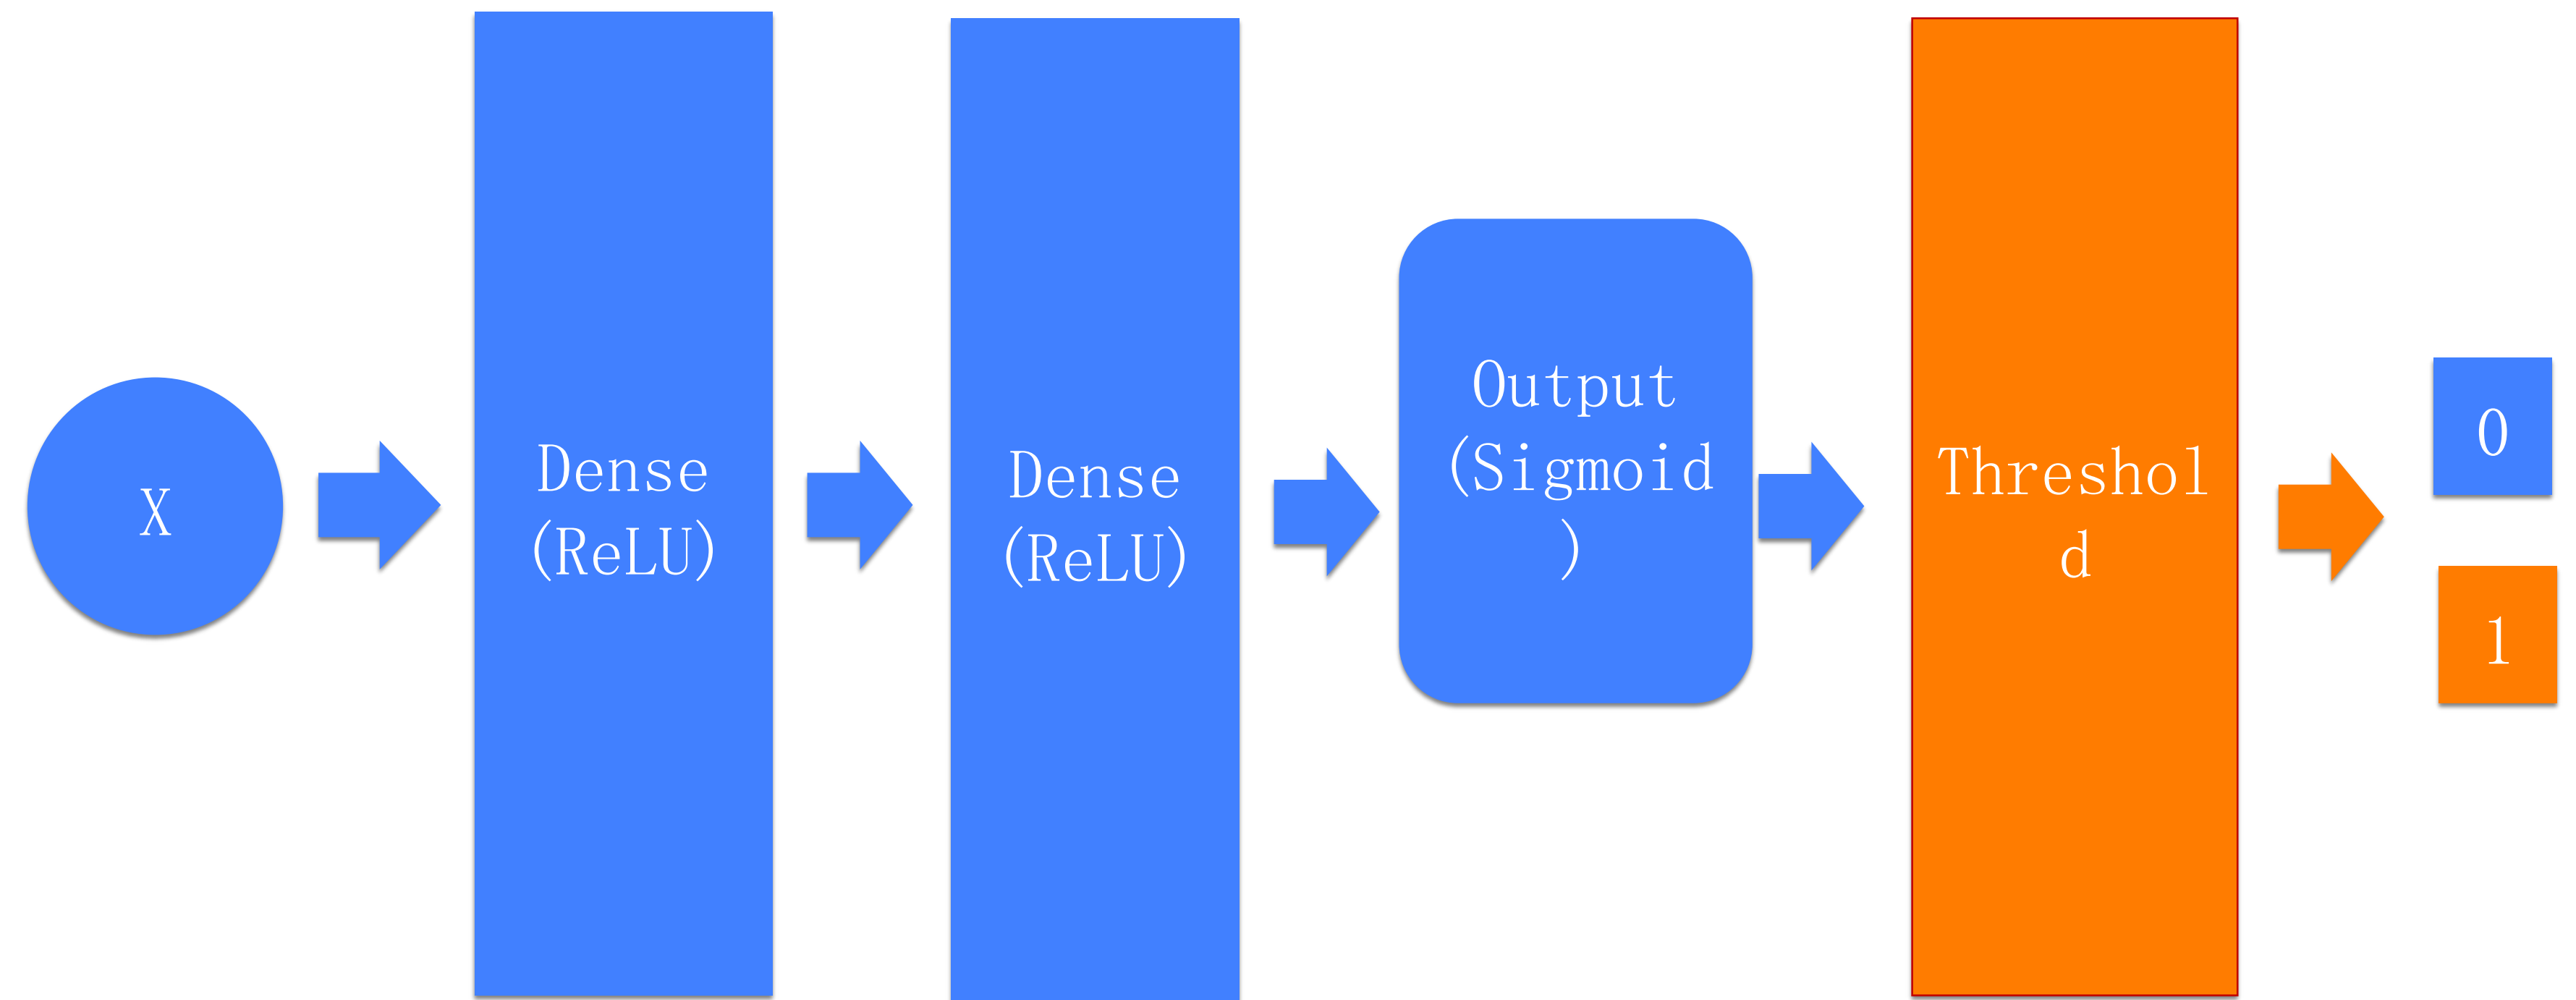 X
Dense
(ReLU)
Dense
(ReLU)
Output
(Sigmoid
)
Threshol
d
0
1